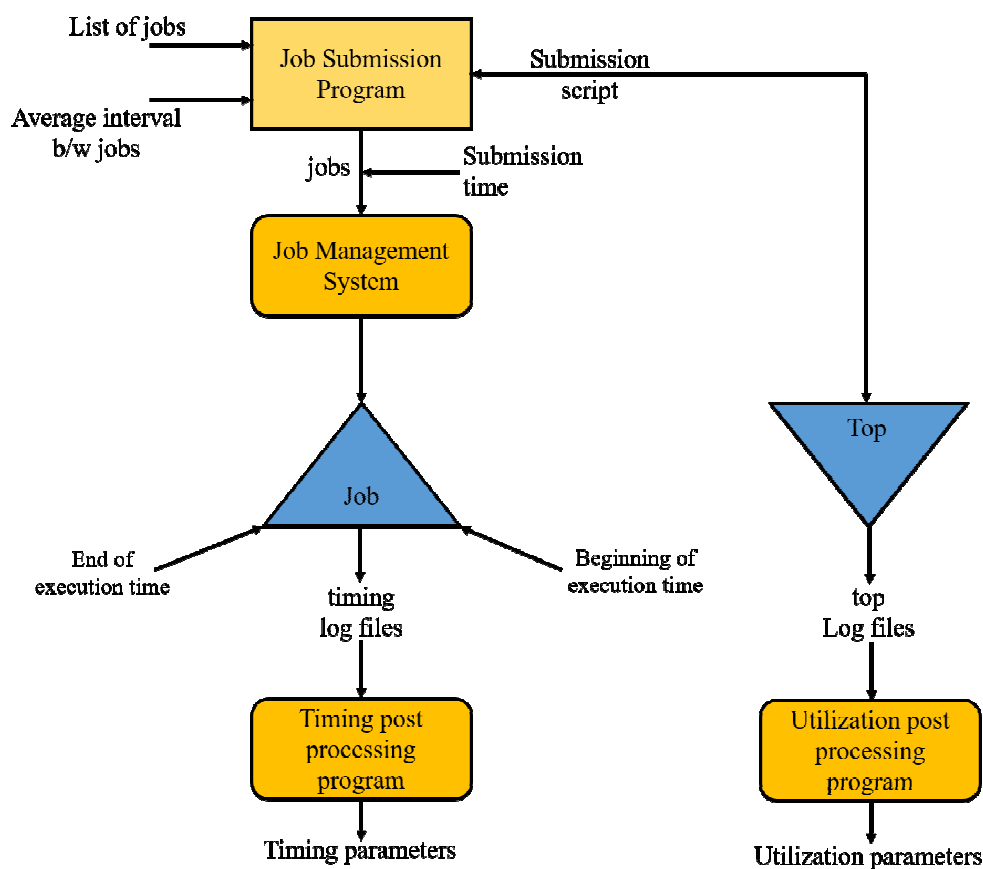 List of jobs
Average interval
b/w jobs
Job Submission
Program
Submission
script
jobs
Submission
time
Job Management
System
Job
Top
End of
execution time
Beginning of
execution time
timing
log files
top
Log files
Timing post
processing
program
Utilization post
processing
program
Timing parameters
Utilization parameters